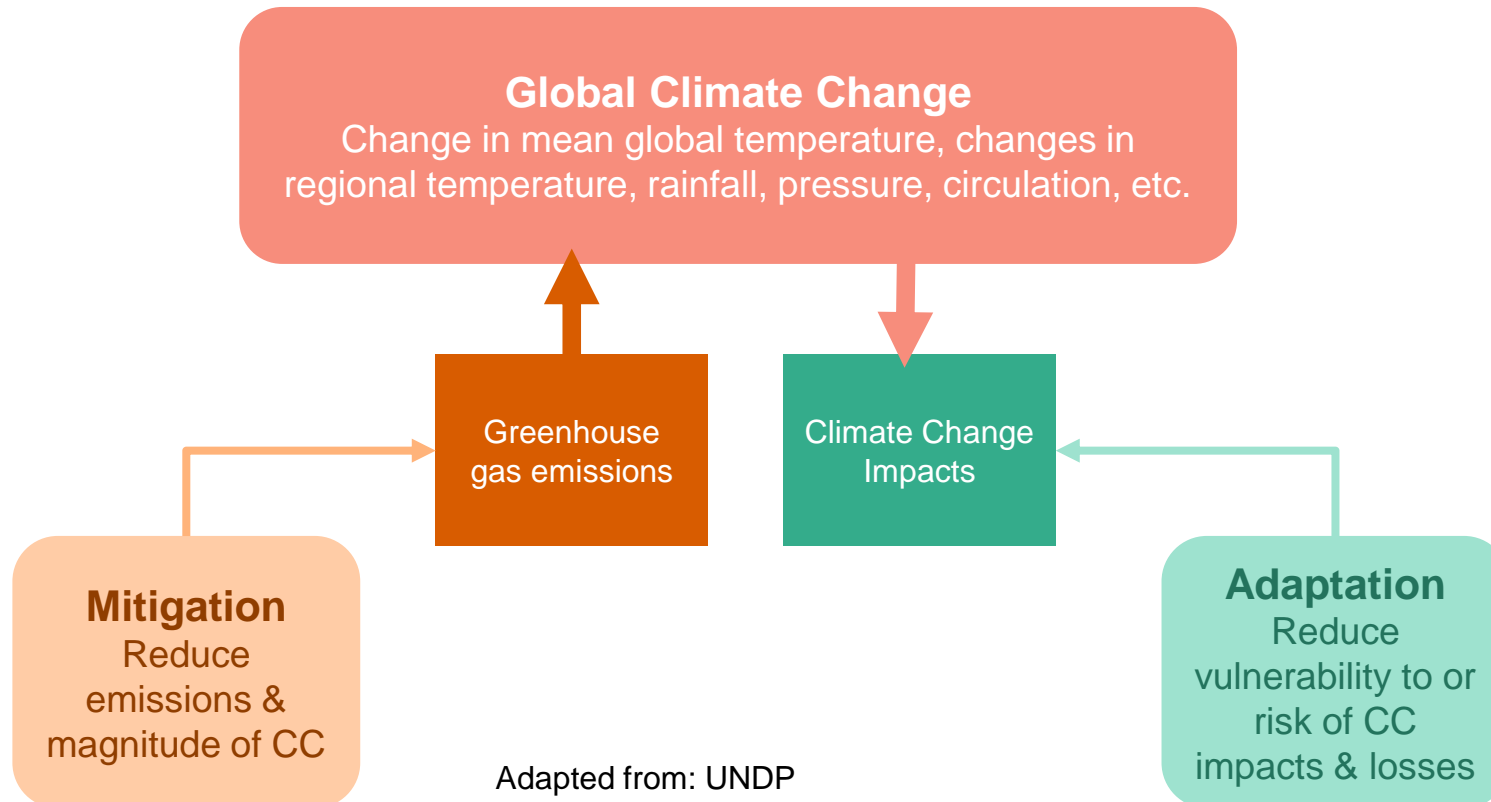 Global Climate Change
Change in mean global temperature, changes in
regional temperature, rainfall, pressure, circulation, etc.
Greenhouse
gas emissions
Climate Change
Impacts
Mitigation
Reduce
emissions &
magnitude of CC
Adaptation
Reduce
vulnerability to or
risk of CC
impacts & losses
Adapted from: UNDP